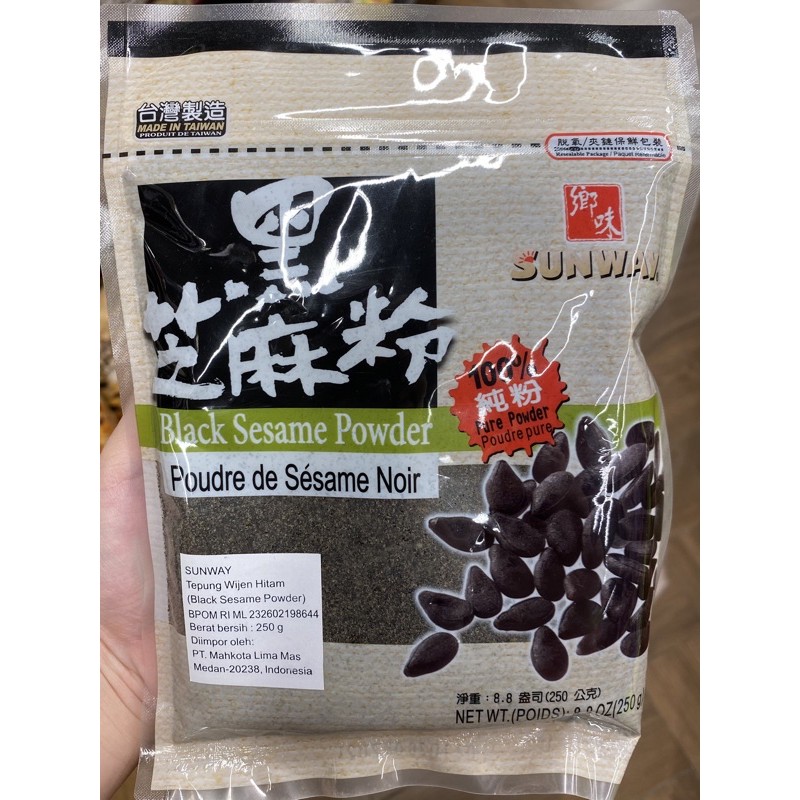 台灣製造
MADE IN TAIWAN
PRODUIT DE TAIWAN
脫氧/夾鏈保鮮包裝
Resealable Package / Paquet Refermable
鄉味
SUNWAY
黑
芝麻粉
100%
純粉
Pure Powder
Poudre pure
Black Sesame Powder
Poudre de Sésame Noir
SUNWAY
Tepung Wijen Hitam
(Black Sesame Powder)
BPOM RI ML 232602198644
Berat bersih : 250 g
Diimpor oleh:
PT. Mahkota Lima Mas
Medan-20238, Indonesia
淨重：8.8 盎司(250 公克)
NET WT.(POIDS): 8.8 OZ(250g